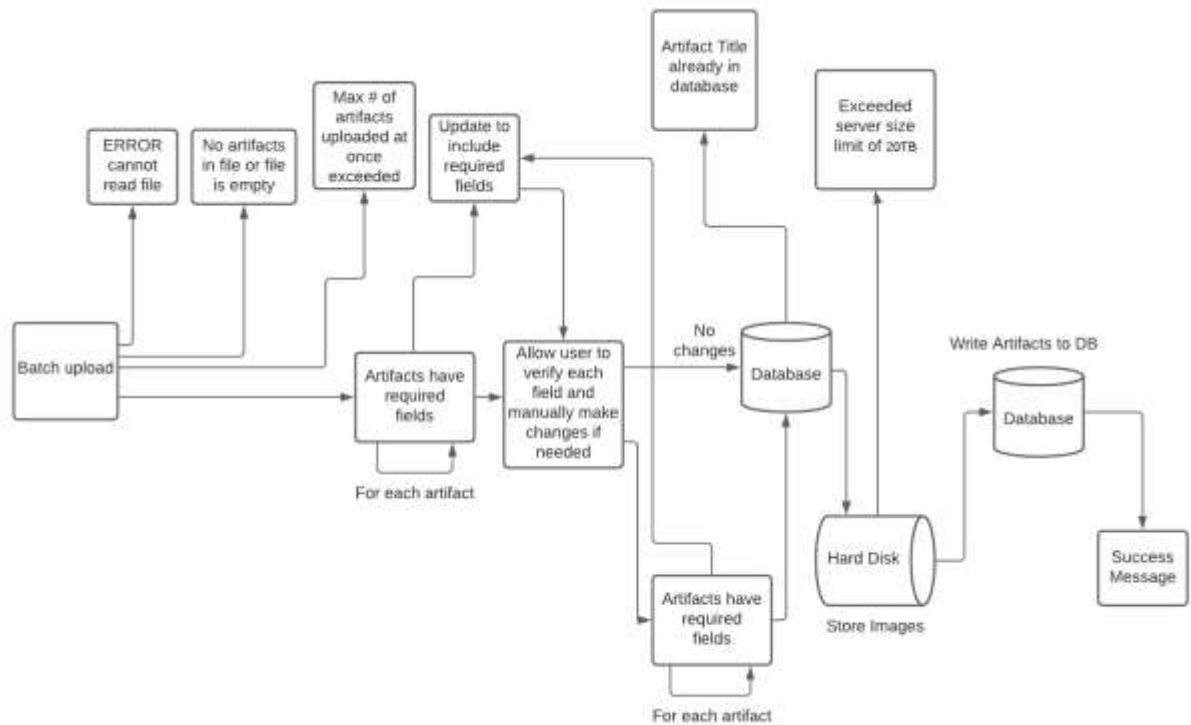 Artifact Title
already in
database
Exceeded
server size
limit of 20TB
Max # of
artifacts
uploaded at
once
exceeded
Update to
include
required
fields
ERROR
cannot
read file
No artifacts
in file or file
is empty
Batch upload
Artifacts have
required
fields
For each artifact
Allow user to
verify each
field and
manually make
changes if
needed
No
changes
Database
Write Artifacts to DB
Database
Hard Disk
Store Images
Success
Message
Artifacts have
required
fields
For each artifact